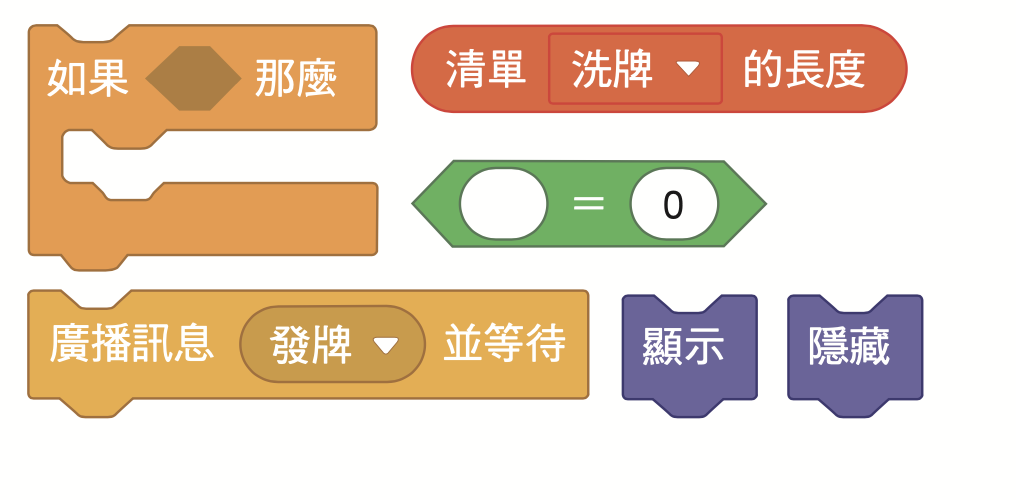 如果 那麼
清單 洗牌 的長度
= 0
廣播訊息 發牌 並等待
顯示
隱藏